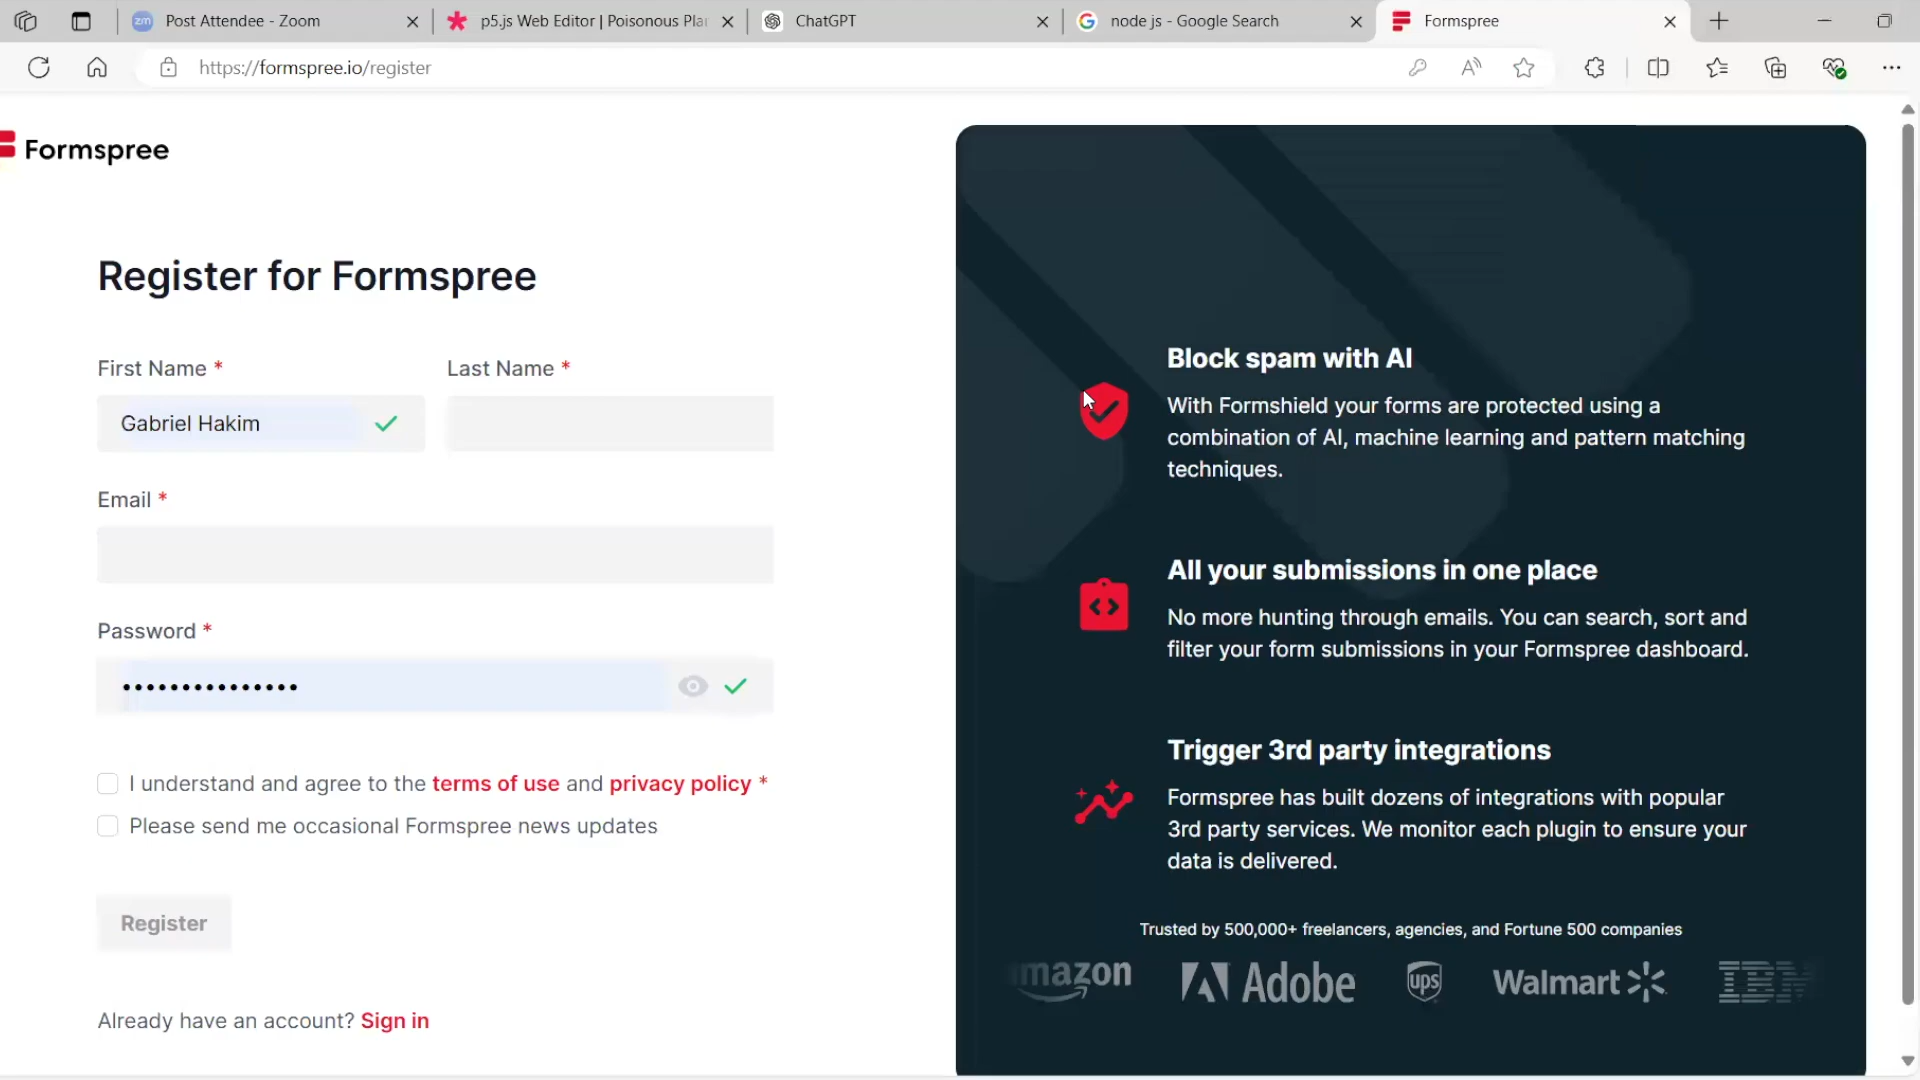 Post Attendee - Zoom
p5.js Web Editor | Poisonous Pla
ChatGPT
node js - Google Search
Formspree
https://formspree.io/register
Formspree
Register for Formspree
First Name *
Last Name *
Gabriel Hakim
Email *
Password *
I understand and agree to the terms of use and privacy policy *
Please send me occasional Formspree news updates
Register
Already have an account? Sign in
Block spam with AI
With Formshield your forms are protected using a
combination of AI, machine learning and pattern matching
techniques.
All your submissions in one place
No more hunting through emails. You can search, sort and
filter your form submissions in your Formspree dashboard.
Trigger 3rd party integrations
Formspree has built dozens of integrations with popular
3rd party services. We monitor each plugin to ensure your
data is delivered.
Trusted by 500,000+ freelancers, agencies, and Fortune 500 companies
amazon Adobe ups Walmart IBM